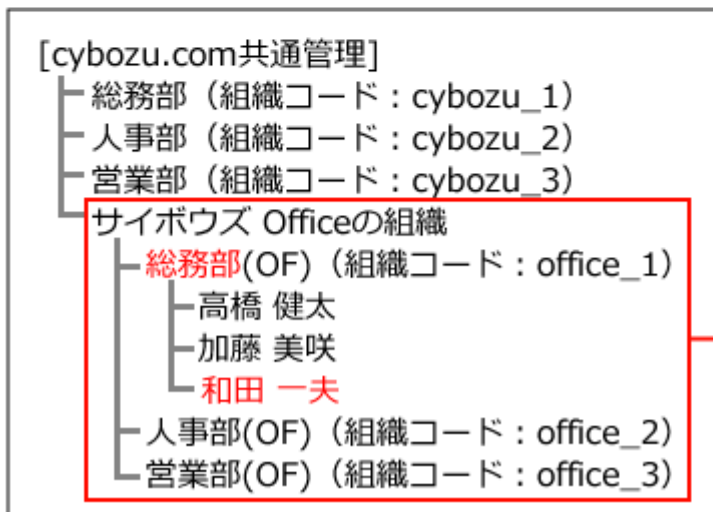 [cybozu.com共通管理]
総務部（組織コード：cybozu_1）
人事部（組織コード：cybozu_2）
営業部（組織コード：cybozu_3）
サイボウズ Officeの組織
総務部(OF)（組織コード：office_1）
高橋 健太
加藤 美咲
和田 一夫
人事部(OF)（組織コード：office_2）
営業部(OF)（組織コード：office_3）